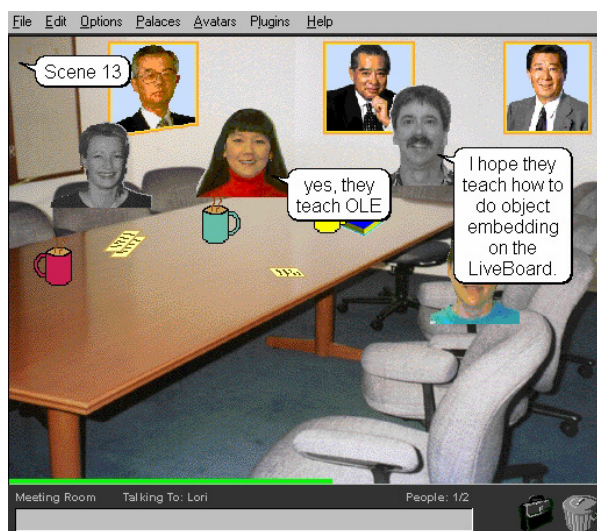 File Edit Options Palaces Avatars Plugins Help
Scene 13
yes, they
teach OLE
I hope they
teach how to
do object
embedding
on the
LiveBoard.
Meeting Room Talking To: Lori People: 1/2